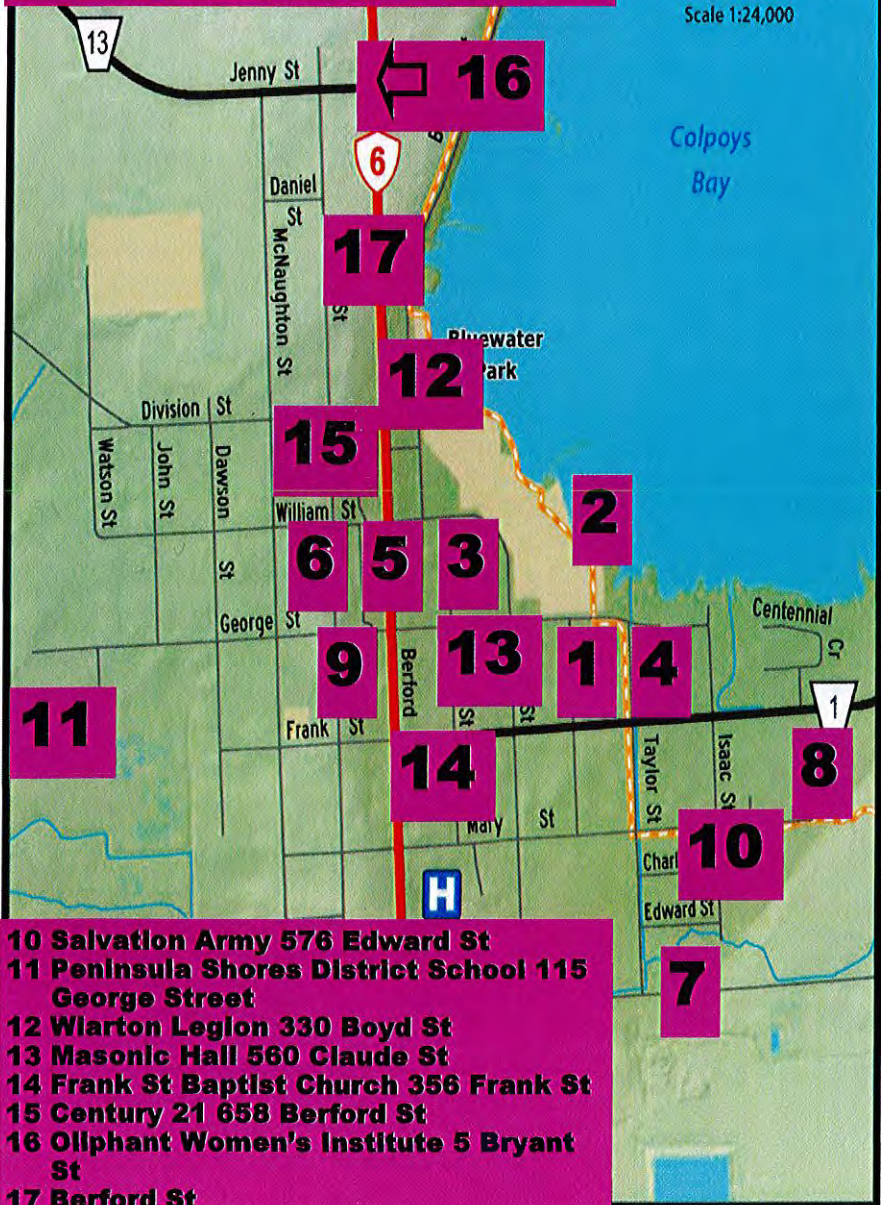 Scale 1:24,000
13
Jenny St
16
Colpoys
Bay
6
Daniel
St
17
McNaughton St
St
Bluewater
Park
12
Division St
15
Watson St
John St
Dawson
St
William St
2
6
5
3
George St
Centennial
Cr
9
Berford
13
St
St
1
4
11
Frank St
1
14
Taylor St
Isaac St
8
Mary St
10
Charl
H
Edward St
7
10 Salvation Army 576 Edward St
11 Peninsula Shores District School 115
George Street
12 Wiarton Legion 330 Boyd St
13 Masonic Hall 560 Claude St
14 Frank St Baptist Church 356 Frank St
15 Century 21 658 Berford St
16 Oliphant Women's Institute 5 Bryant
St
17 Berford St